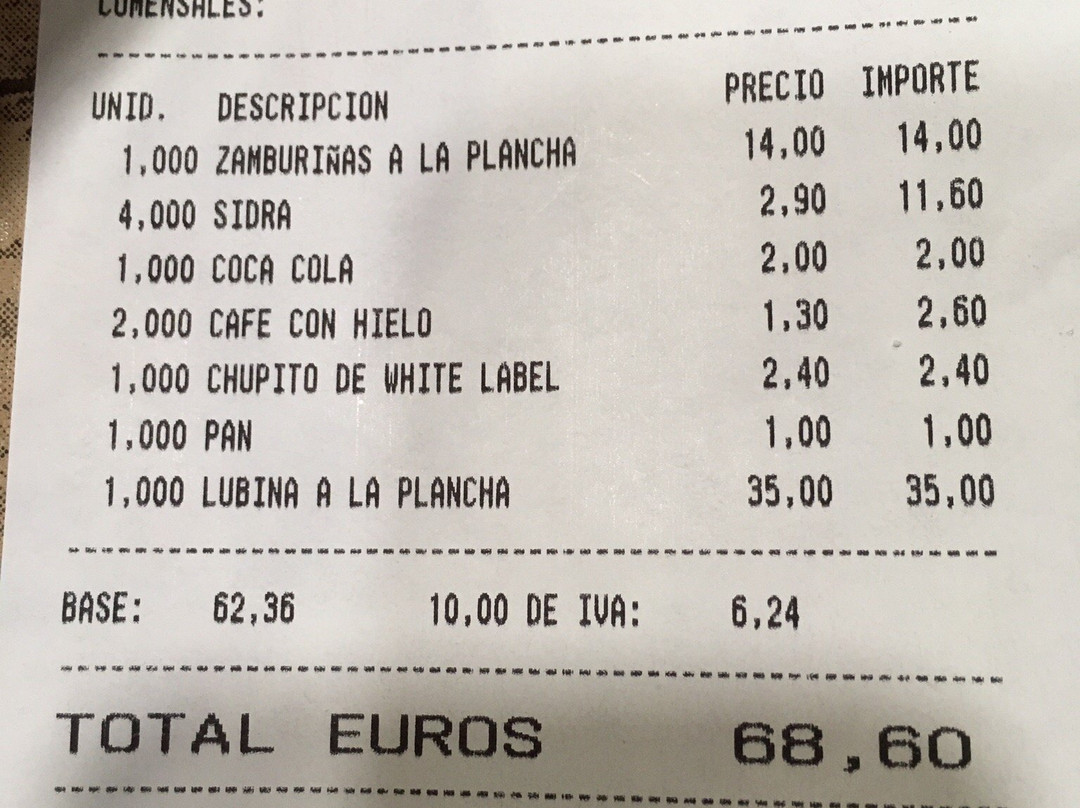 COMENSALES:
UNID. DESCRIPCION PRECIO IMPORTE
1,000 ZAMBURIÑAS A LA PLANCHA 14,00 14,00
4,000 SIDRA 2,90 11,60
1,000 COCA COLA 2,00 2,00
2,000 CAFE CON HIELO 1,30 2,60
1,000 CHUPITO DE WHITE LABEL 2,40 2,40
1,000 PAN 1,00 1,00
1,000 LUBINA A LA PLANCHA 35,00 35,00
BASE: 62,36 10,00 DE IVA: 6,24
TOTAL EUROS 68,60